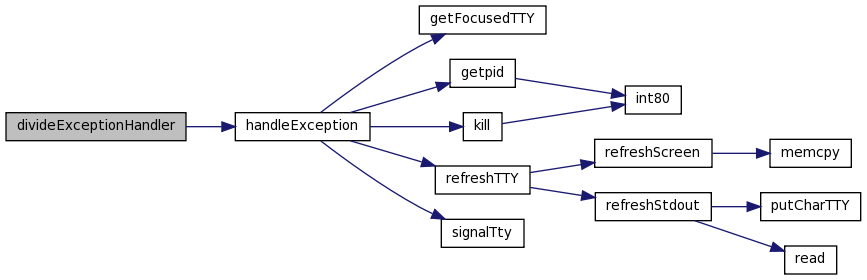 divideExceptionHandler
handleException
getFocusedTTY
getpid
kill
refreshTTY
signalTty
int80
refreshScreen
refreshStdout
memcpy
putCharTTY
read